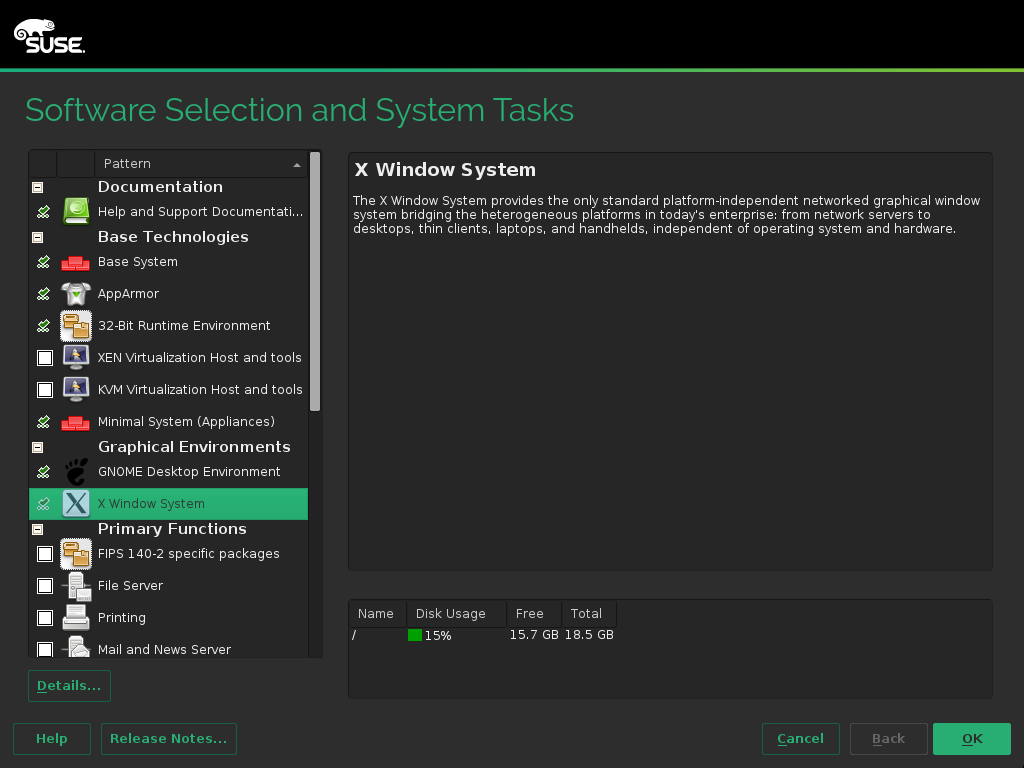 SUSE.
Software Selection and System Tasks
Pattern
Documentation
Help and Support Documentati...
Base Technologies
Base System
AppArmor
32-Bit Runtime Environment
XEN Virtualization Host and tools
KVM Virtualization Host and tools
Minimal System (Appliances)
Graphical Environments
GNOME Desktop Environment
X Window System
Primary Functions
FIPS 140-2 specific packages
File Server
Printing
Mail and News Server
Details...
X Window System
The X Window System provides the only standard platform-independent networked graphical window
system bridging the heterogeneous platforms in today's enterprise: from network servers to
desktops, thin clients, laptops, and handhelds, independent of operating system and hardware.
Name Disk Usage Free Total
/ 15% 15.7 GB 18.5 GB
Help Release Notes... Cancel Back OK